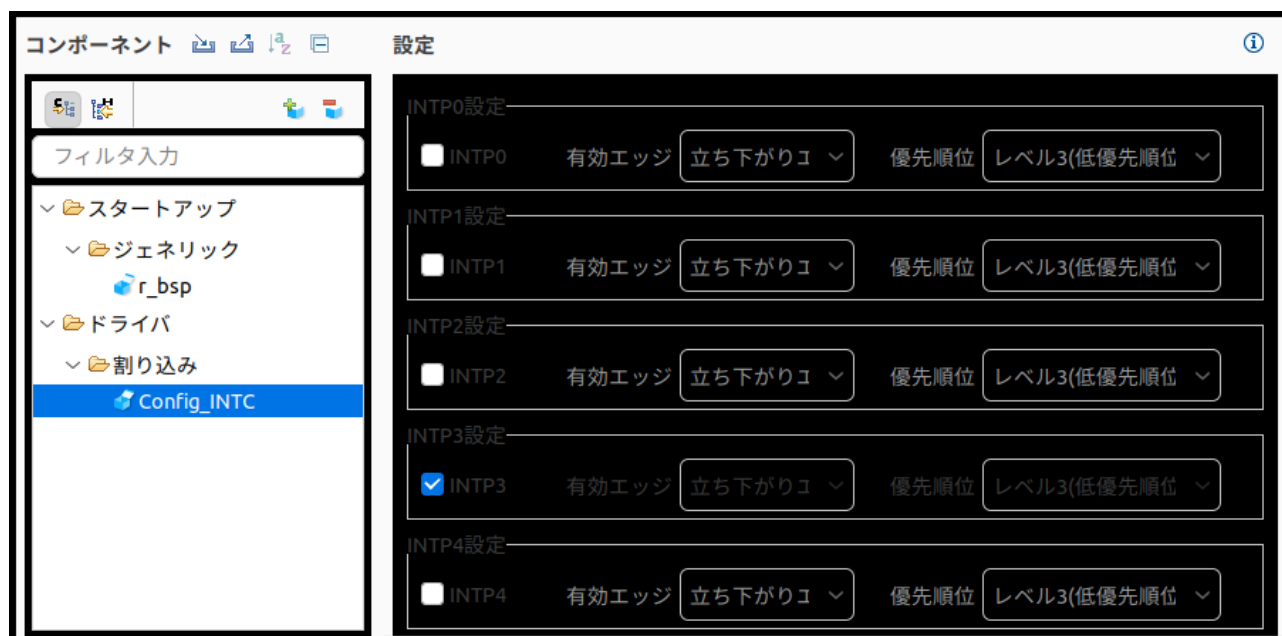 コンポーネント
設定
フィルタ入力
スタートアップ
ジェネリック
r_bsp
ドライバ
割り込み
Config_INTC
INTP0設定
INTP0 有効エッジ 立ち下がりエ 優先順位 レベル3(低優先順位
INTP1設定
INTP1 有効エッジ 立ち下がりエ 優先順位 レベル3(低優先順位
INTP2設定
INTP2 有効エッジ 立ち下がりエ 優先順位 レベル3(低優先順位
INTP3設定
INTP3 有効エッジ 立ち下がりエ 優先順位 レベル3(低優先順位
INTP4設定
INTP4 有効エッジ 立ち下がりエ 優先順位 レベル3(低優先順位